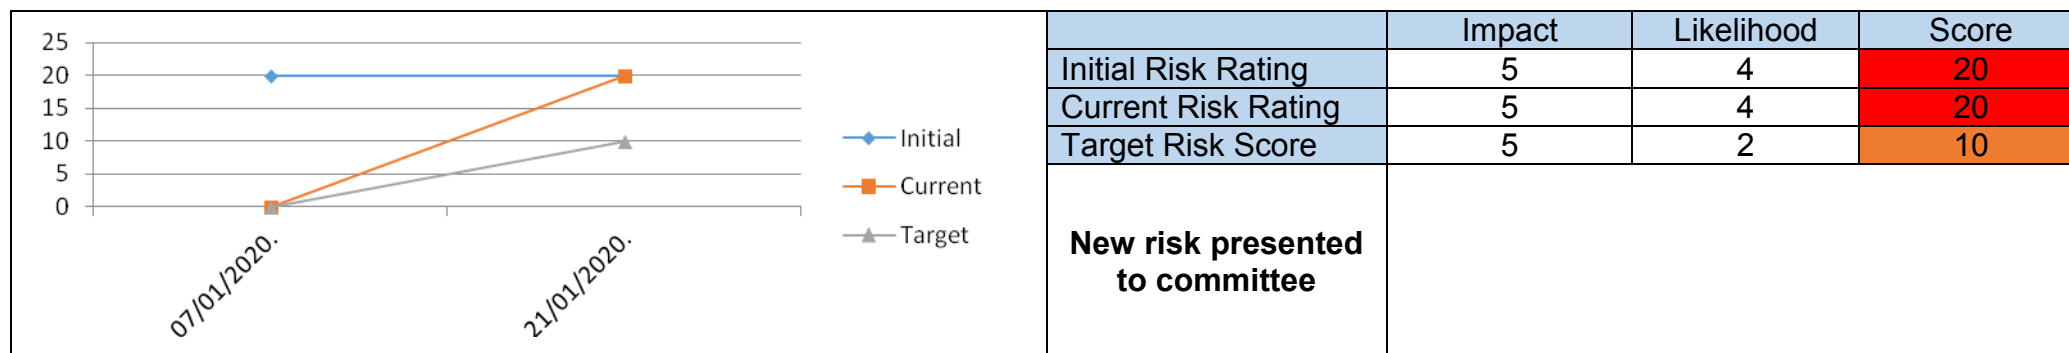 25
20
15
10
5
0
07/01/2020.
21/01/2020.
Initial
Current
Target
Impact Likelihood Score
Initial Risk Rating 5 4 20
Current Risk Rating 5 4 20
Target Risk Score 5 2 10
New risk presented
to committee